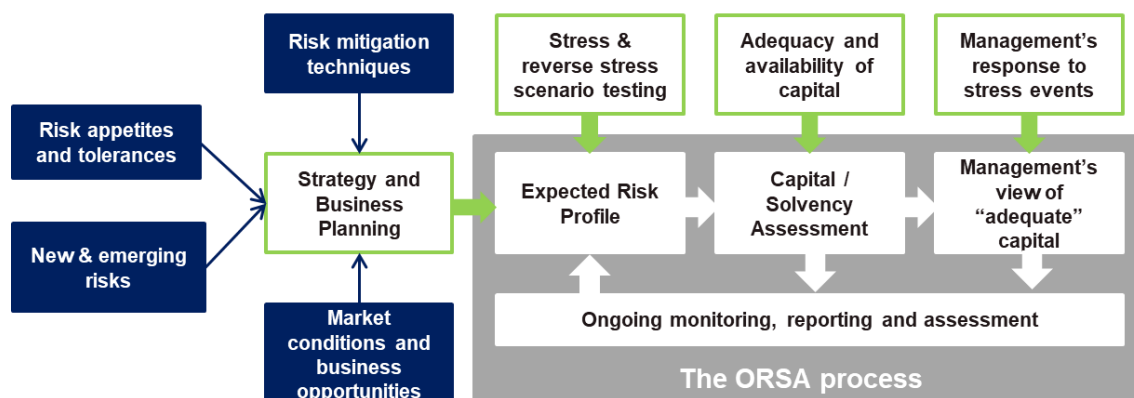 Risk mitigation
techniques
Stress &
reverse stress
scenario testing
Adequacy and
availability of
capital
Management's
response to
stress events
Risk appetites
and tolerances
Strategy and
Business
Planning
Expected Risk
Profile
Capital /
Solvency
Assessment
Management's
view of
“adequate”
capital
New & emerging
risks
Market
conditions and
business
opportunities
Ongoing monitoring, reporting and assessment
The ORSA process